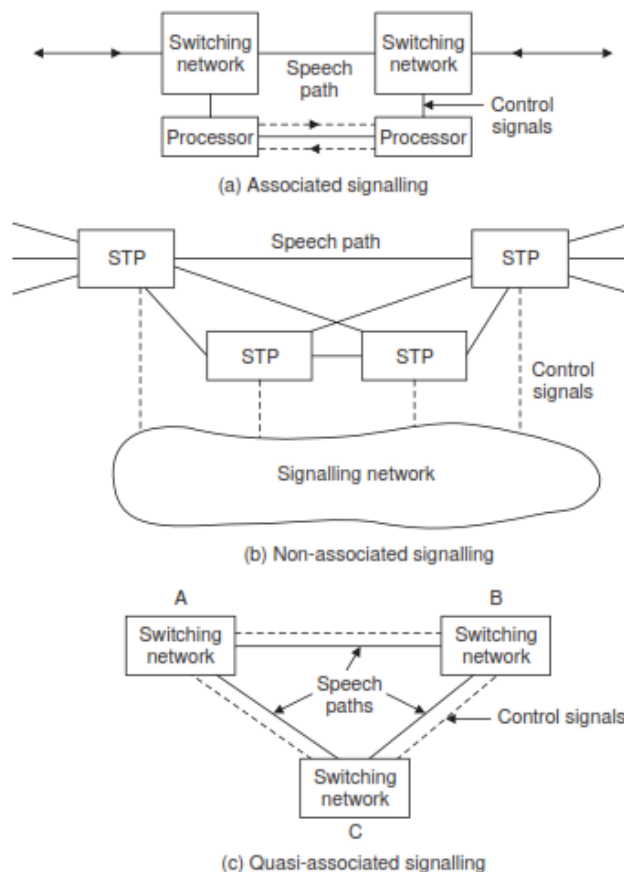 Switching
network
Switching
network
Speech
path
Control
signals
Processor
Processor
(a) Associated signalling
Speech path
STP
STP
STP
STP
Control
signals
Signalling network
(b) Non-associated signalling
A
B
Switching
network
Switching
network
Speech
paths
Control signals
Switching
network
C
(c) Quasi-associated signalling